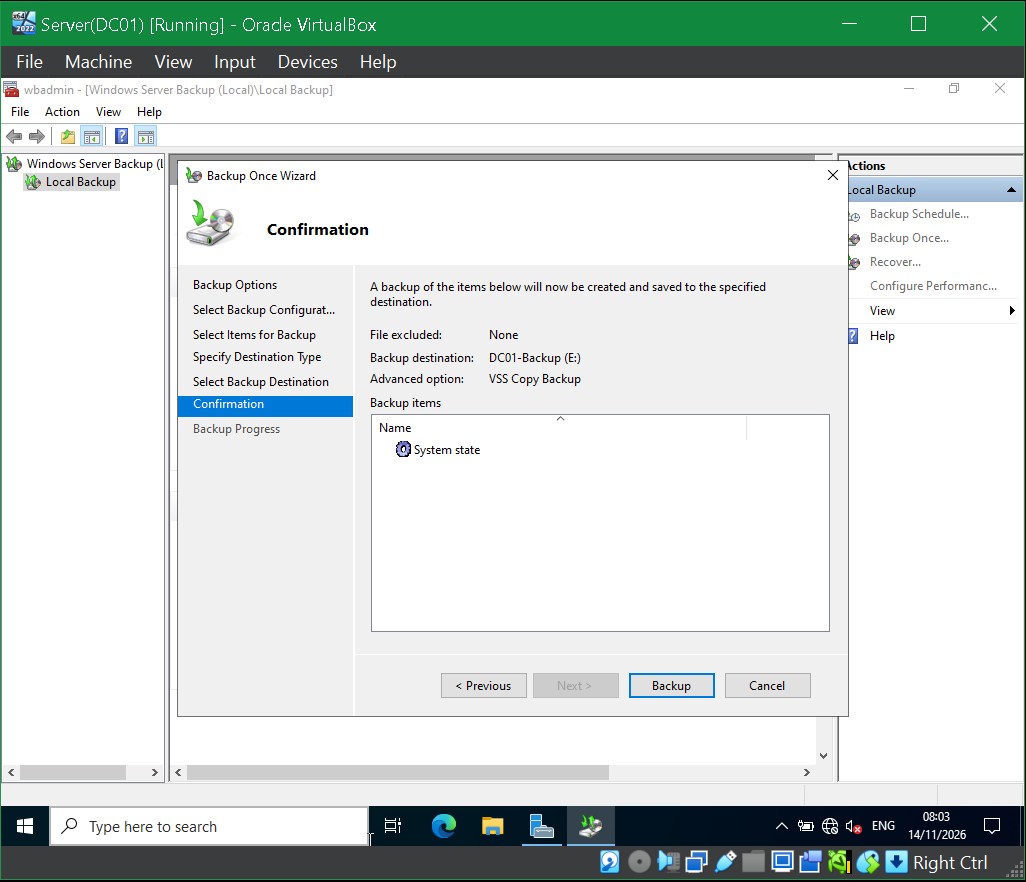 Server(DC01) [Running] - Oracle VirtualBox
File Machine View Input Devices Help
wbadmin - [Windows Server Backup (Local)\Local Backup]
File Action View Help
Windows Server Backup (L
Local Backup
Backup Once Wizard
Confirmation
Backup Options
Select Backup Configurat...
Select Items for Backup
Specify Destination Type
Select Backup Destination
Confirmation
Backup Progress
A backup of the items below will now be created and saved to the specified
destination.
File excluded: None
Backup destination: DC01-Backup (E:)
Advanced option: VSS Copy Backup
Backup items
Name
System state
< Previous Next > Backup Cancel
Actions
Local Backup
Backup Schedule...
Backup Once...
Recover...
Configure Performanc...
View
Help
Type here to search
ENG
08:03
14/11/2026
Right Ctrl